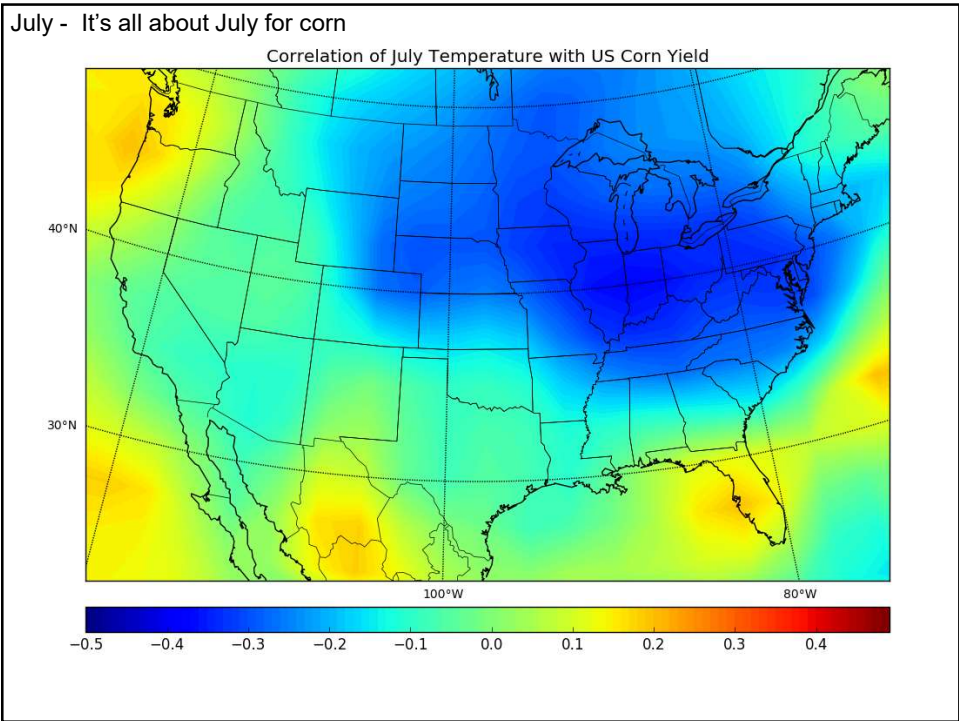 July -  It’s all about July for corn
Correlation of July Temperature with US Corn Yield
40°N
30°N
100°W 80°W
−0.5 −0.4 −0.3 −0.2 −0.1 0.0 0.1 0.2 0.3 0.4